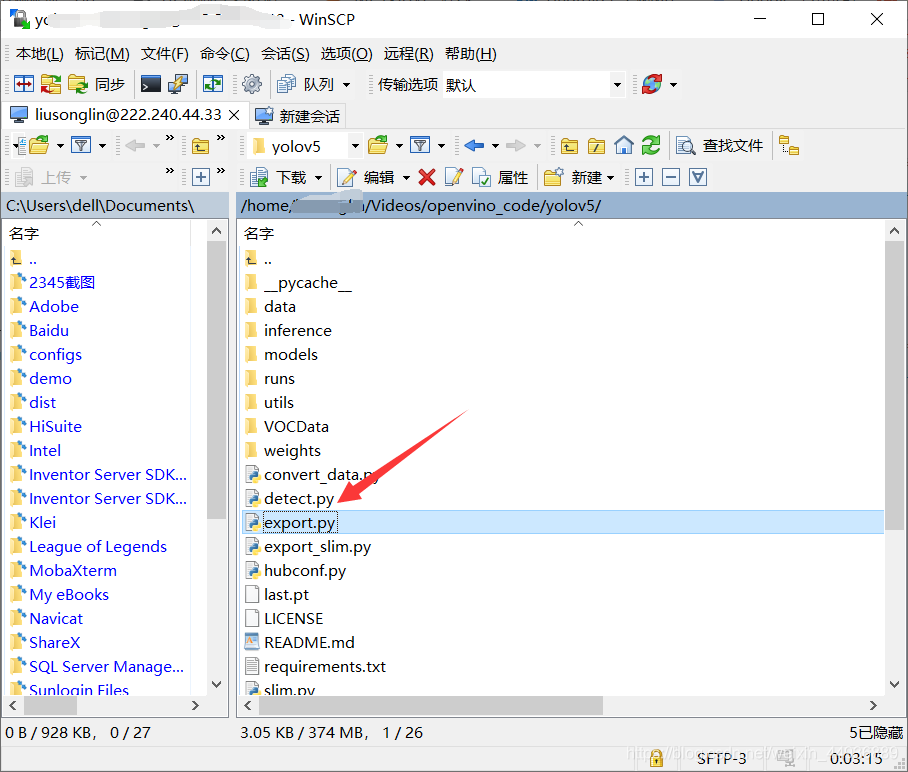 - WinSCP
本地(L) 标记(M) 文件(F) 命令(C) 会话(S) 选项(O) 远程(R) 帮助(H)
同步 队列 传输选项 默认
liusonglin@222.240.44.33 新建会话
yolov5 查找文件
上传 下载 编辑 属性 新建
C:\Users\dell\Documents\
/home/ /Videos/openvino_code/yolov5/
名字
..
2345截图
Adobe
Baidu
configs
demo
dist
HiSuite
Intel
Inventor Server SDK...
Inventor Server SDK...
Klei
League of Legends
MobaXterm
My eBooks
Navicat
ShareX
SQL Server Manage...
Sunlogin Files
名字
..
__pycache__
data
inference
models
runs
utils
VOCData
weights
convert_data.py
detect.py
export.py
export_slim.py
hubconf.py
last.pt
LICENSE
README.md
requirements.txt
slim.py
0 B / 928 KB, 0 / 27
3.05 KB / 374 MB, 1 / 26
5已隐藏
SFTP-3 0:03:15